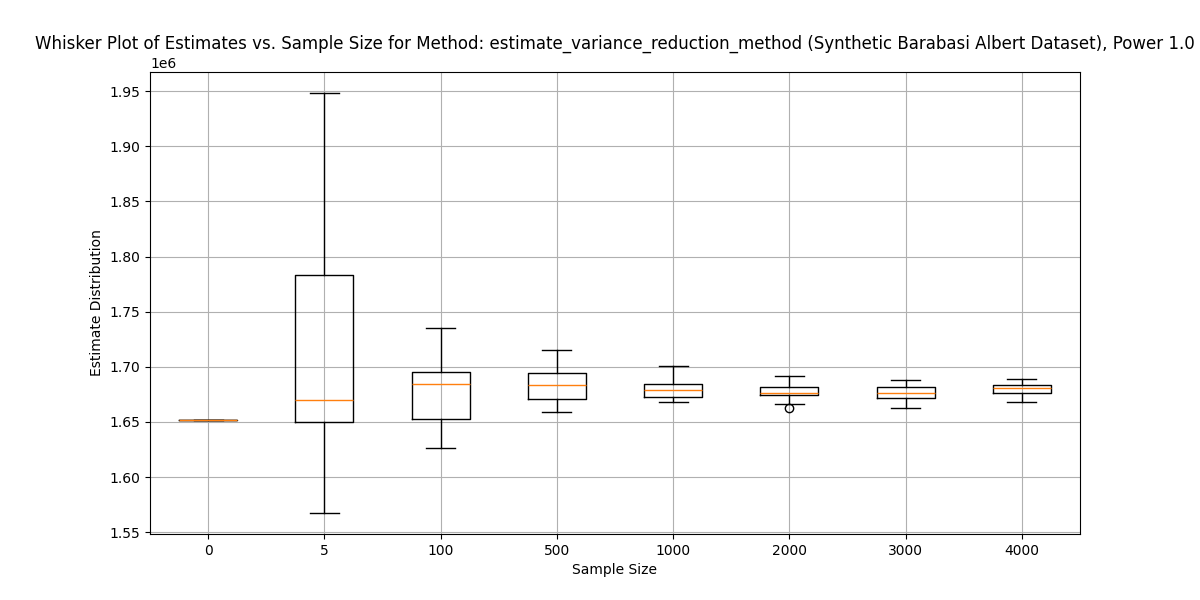 Whisker Plot of Estimates vs. Sample Size for Method: estimate_variance_reduction_method (Synthetic Barabasi Albert Dataset), Power 1.0
1e6
1.95
1.90
1.85
1.80
1.75
1.70
1.65
1.60
1.55
Estimate Distribution
0 5 100 500 1000 2000 3000 4000
Sample Size